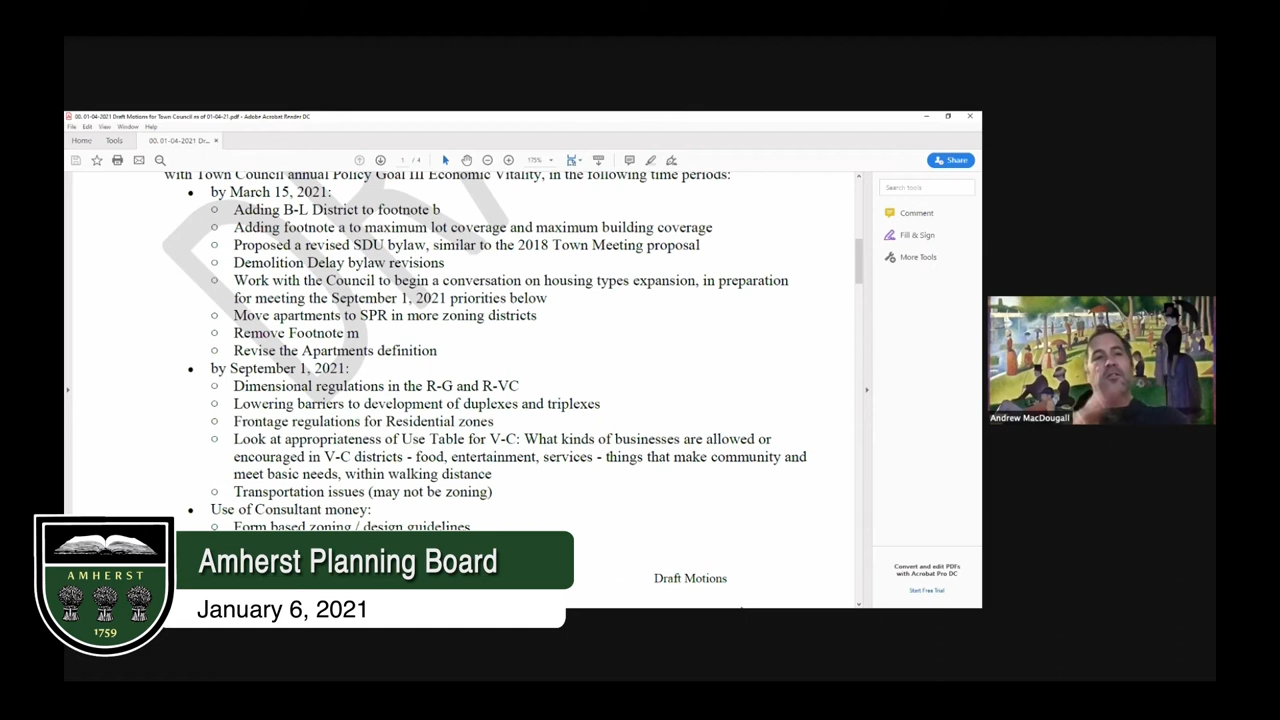 00. 01-04-2021 Draft Motions for Town Council m of 01-04-21.pdf - Adobe Acrobat Reader DC
File Edit View Window Help
Home Tools 00. 01-04-2021 Dr... ×
1 / 4 175% Share
with Town Council annual Policy Goal III Economic Vitality, in the following time periods:
• by March 15, 2021:
○ Adding B-L District to footnote b
○ Adding footnote a to maximum lot coverage and maximum building coverage
○ Proposed a revised SDU bylaw, similar to the 2018 Town Meeting proposal
○ Demolition Delay bylaw revisions
○ Work with the Council to begin a conversation on housing types expansion, in preparation
for meeting the September 1, 2021 priorities below
○ Move apartments to SPR in more zoning districts
○ Remove Footnote m
○ Revise the Apartments definition
• by September 1, 2021:
○ Dimensional regulations in the R-G and R-VC
○ Lowering barriers to development of duplexes and triplexes
○ Frontage regulations for Residential zones
○ Look at appropriateness of Use Table for V-C: What kinds of businesses are allowed or
encouraged in V-C districts - food, entertainment, services - things that make community and
meet basic needs, within walking distance
○ Transportation issues (may not be zoning)
• Use of Consultant money:
○ Form based zoning / design guidelines
Draft Motions
Search tools
Comment
Fill & Sign
More Tools
Convert and edit PDFs
with Acrobat Pro DC
Start Free Trial
Andrew MacDougall
AMHERST
1759
Amherst Planning Board
January 6, 2021